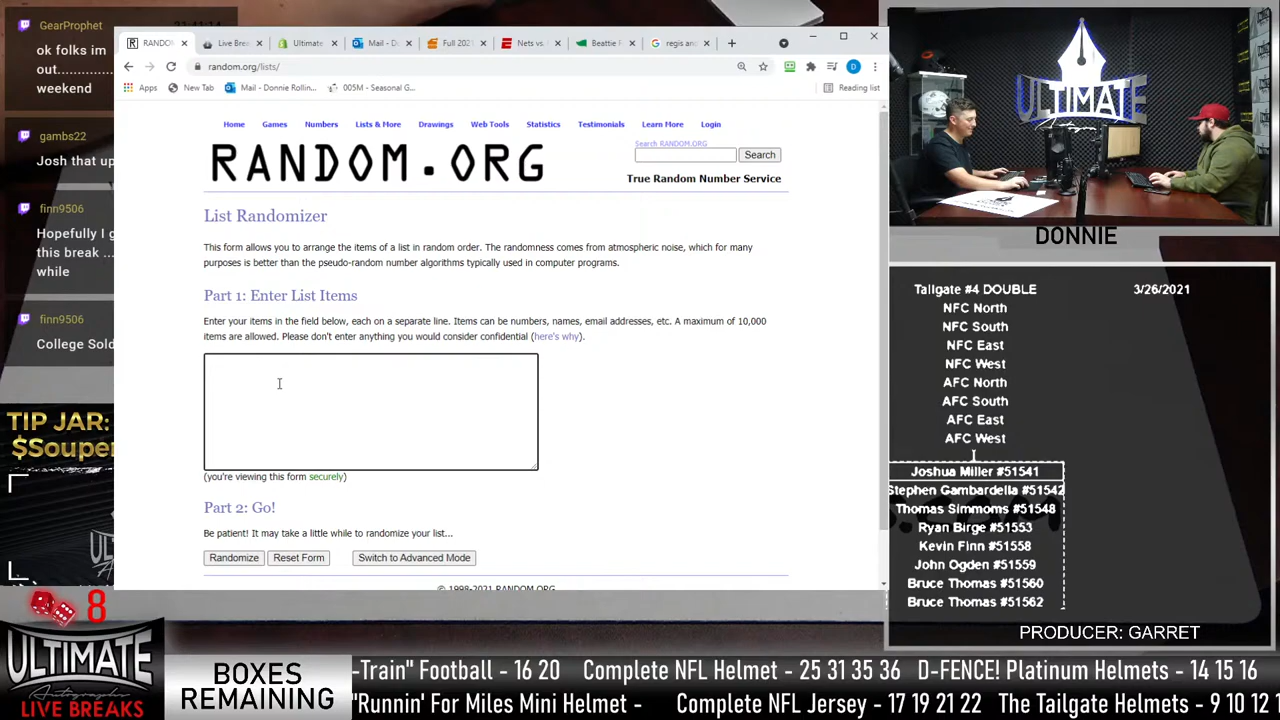 GearProphet
ok folks im
out.............
weekend
gambs22
Josh that up
finn9506
Hopefully I g
this break ...
while
finn9506
College Sold
TIP JAR:
$Souper
8
ULTIMATE
Autographs
LIVE BREAKS
RANDO
Live Bre
Ultimate
Mail - D
Full 202
Nets vs.
Beattie F
regis and
random.org/lists/
D
Apps
New Tab
Mail - Donnie Rollin...
005M - Seasonal G...
Reading list
Home
Games
Numbers
Lists & More
Drawings
Web Tools
Statistics
Testimonials
Learn More
Login
RANDOM.ORG
Search RANDOM.ORG
Search
True Random Number Service
List Randomizer
This form allows you to arrange the items of a list in random order. The randomness comes from atmospheric noise, which for many
purposes is better than the pseudo-random number algorithms typically used in computer programs.
Part 1: Enter List Items
Enter your items in the field below, each on a separate line. Items can be numbers, names, email addresses, etc. A maximum of 10,000
items are allowed. Please don't enter anything you would consider confidential (here's why).
(you're viewing this form securely)
Part 2: Go!
Be patient! It may take a little while to randomize your list...
Randomize
Reset Form
Switch to Advanced Mode
© 1998-2021 RANDOM.ORG
ULTIMATE
DONNIE
Tailgate #4 DOUBLE 3/26/2021
NFC North
NFC South
NFC East
NFC West
AFC North
AFC South
AFC East
AFC West
Joshua Miller #51541
Stephen Gambardella #51542
Thomas Simmoms #51548
Ryan Birge #51553
Kevin Finn #51558
John Ogden #51559
Bruce Thomas #51560
Bruce Thomas #51562
PRODUCER: GARRET
BOXES
REMAINING
-Train" Football - 16 20 Complete NFL Helmet - 25 31 35 36 D-FENCE! Platinum Helmets - 14 15 16
"Runnin' For Miles Mini Helmet - Complete NFL Jersey - 17 19 21 22 The Tailgate Helmets - 9 10 12